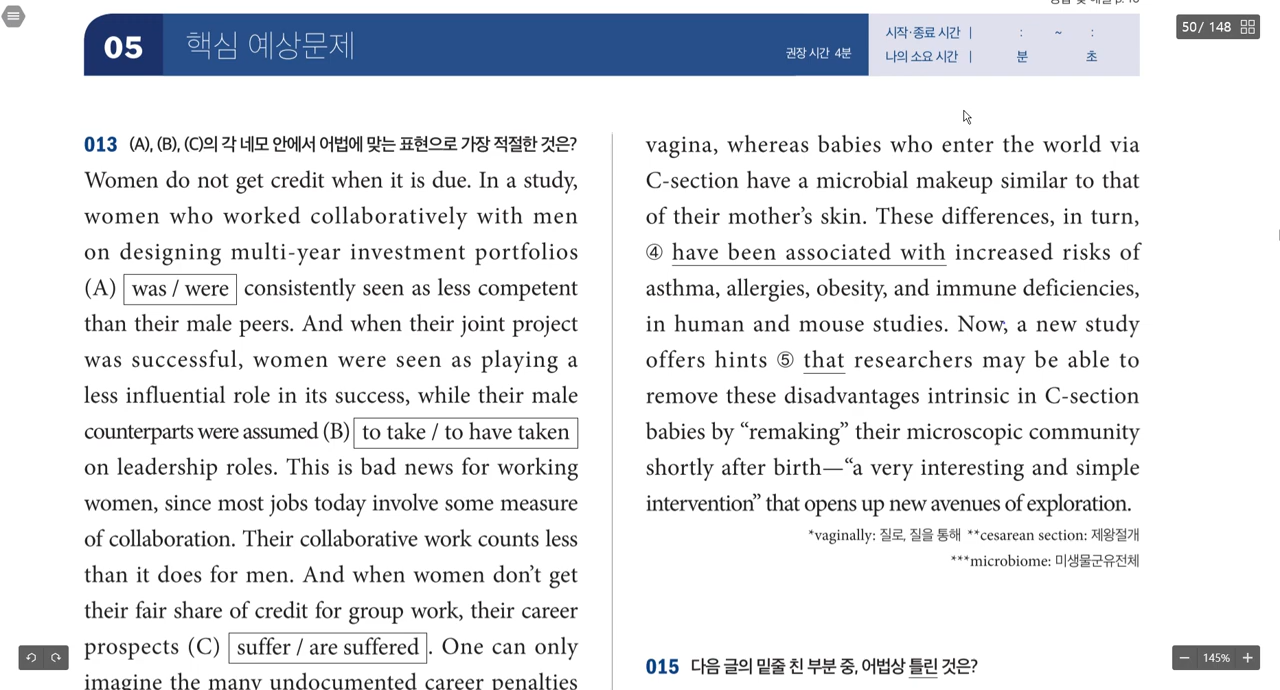 50/ 148
05 핵심 예상문제
권장 시간 4분
시작·종료 시간 | : ~ :
나의 소요 시간 | 분 초
013 (A), (B), (C)의 각 네모 안에서 어법에 맞는 표현으로 가장 적절한 것은?
Women do not get credit when it is due. In a study,
women who worked collaboratively with men
on designing multi-year investment portfolios
(A) was / were consistently seen as less competent
than their male peers. And when their joint project
was successful, women were seen as playing a
less influential role in its success, while their male
counterparts were assumed (B) to take / to have taken
on leadership roles. This is bad news for working
women, since most jobs today involve some measure
of collaboration. Their collaborative work counts less
than it does for men. And when women don’t get
their fair share of credit for group work, their career
prospects (C) suffer / are suffered . One can only
imagine the many undocumented career penalties
vagina, whereas babies who enter the world via
C-section have a microbial makeup similar to that
of their mother’s skin. These differences, in turn,
④ have been associated with increased risks of
asthma, allergies, obesity, and immune deficiencies,
in human and mouse studies. Now, a new study
offers hints ⑤ that researchers may be able to
remove these disadvantages intrinsic in C-section
babies by “remaking” their microscopic community
shortly after birth—“a very interesting and simple
intervention” that opens up new avenues of exploration.
*vaginally: 질로, 질을 통해 **cesarean section: 제왕절개
***microbiome: 미생물군유전체
015 다음 글의 밑줄 친 부분 중, 어법상 틀린 것은?
145%